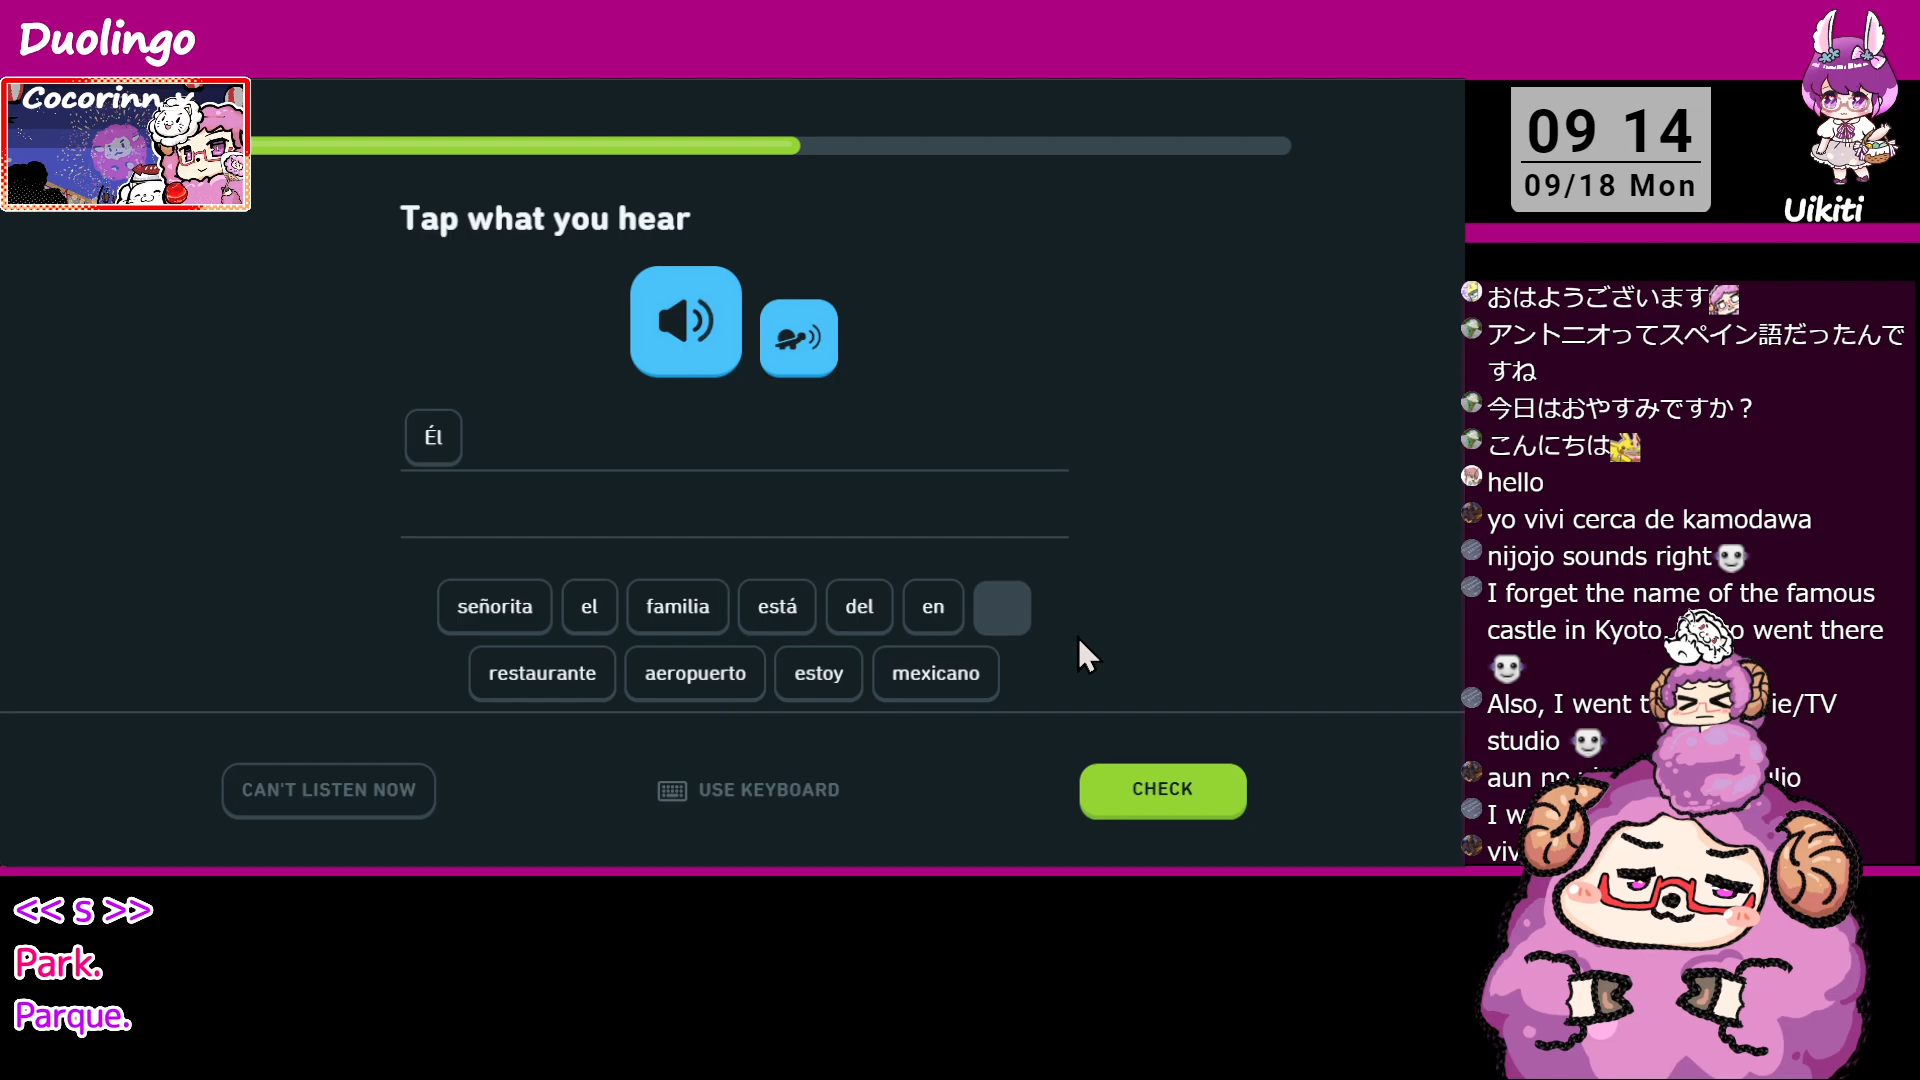 Duolingo
Cocorinn_y
Tap what you hear
Él
señorita el familia está del en
restaurante aeropuerto estoy mexicano
CAN'T LISTEN NOW
USE KEYBOARD
CHECK
09 14
09/18 Mon
Uikiti
おはようございます
アントニオってスペイン語だったんで
すね
今日はおやすみですか？
こんにちは
hello
yo vivi cerca de kamodawa
nijojo sounds right
I forget the name of the famous
castle in Kyoto. went there
Also, I went ie/TV
studio
aun no
I
<< s >>
Park.
Parque.